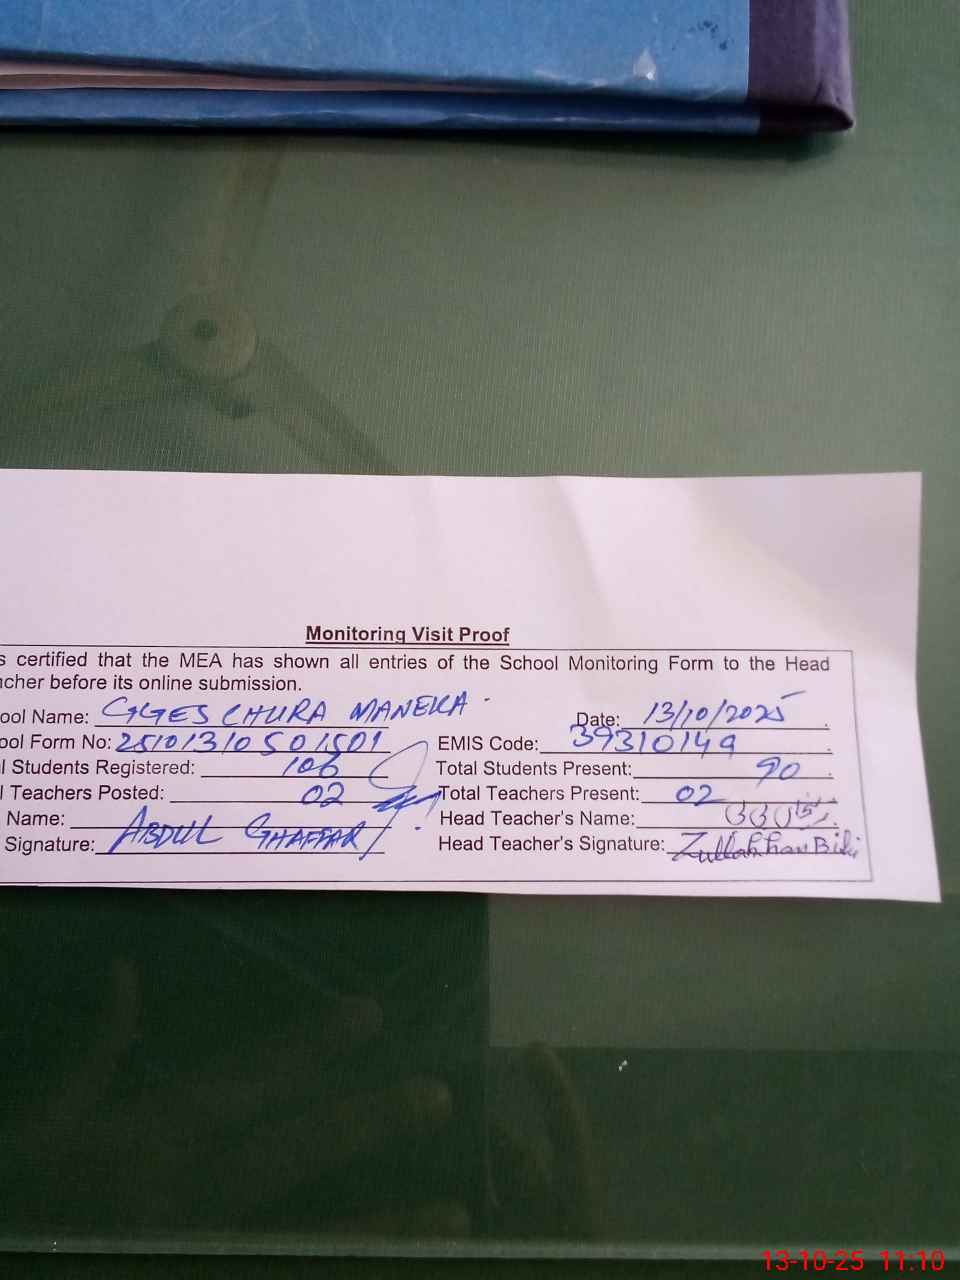 Monitoring Visit Proof
s certified that the MEA has shown all entries of the School Monitoring Form to the Head
cher before its online submission.
ool Name: GGES CHURA MANEKA. Date: 13/10/2025
ool Form No: 25101310501501 EMIS Code: 39310149
l Students Registered: 106 Total Students Present: 90
l Teachers Posted: 02 Total Teachers Present: 02
Name: ABDUL GHAFFAR Head Teacher's Name:
Signature: Head Teacher's Signature:
13-10-25 11:10